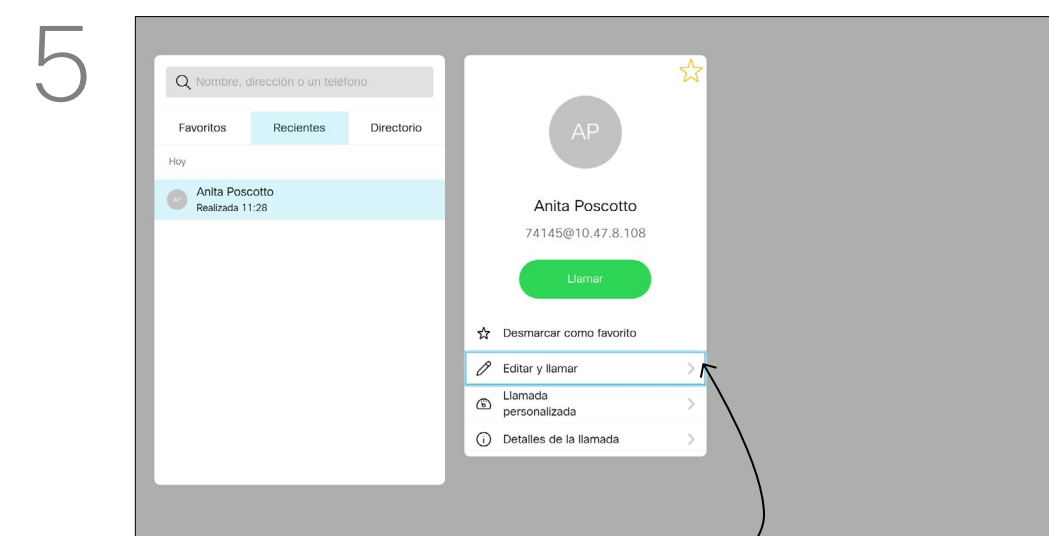 5
Nombre, dirección o un teléfono
Favoritos Recientes Directorio
Hoy
AP
Anita Poscotto
Realizada 11:28
AP
Anita Poscotto
74145@10.47.8.108
Llamar
Desmarcar como favorito
Editar y llamar
Llamada
personalizada
Detalles de la llamada